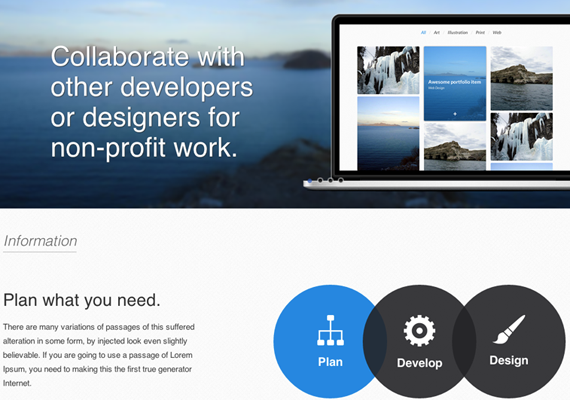 Collaborate with
other developers
or designers for
non-profit work.
All Art Illustration Print Web
Awesome portfolio item
Web Design
Information
Plan what you need.
There are many variations of passages of this suffered
alteration in some form, by injected look even slightly
believable. If you are going to use a passage of Lorem
Ipsum, you need to making this the first true generator
Internet.
Plan
Develop
Design